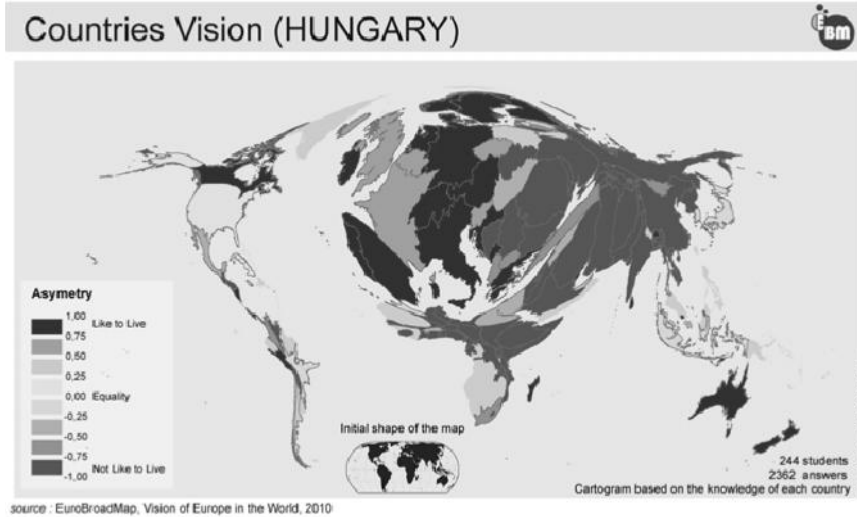 Countries Vision (HUNGARY)
EBM
Asymetry
1,00 Like to Live
0,75
0,50
0,25
0,00 Equality
-0,25
-0,50
-0,75
-1,00 Not Like to Live
Initial shape of the map
244 students
2362 answers
Cartogram based on the knowledge of each country
source : EuroBroadMap, Vision of Europe in the World, 2010